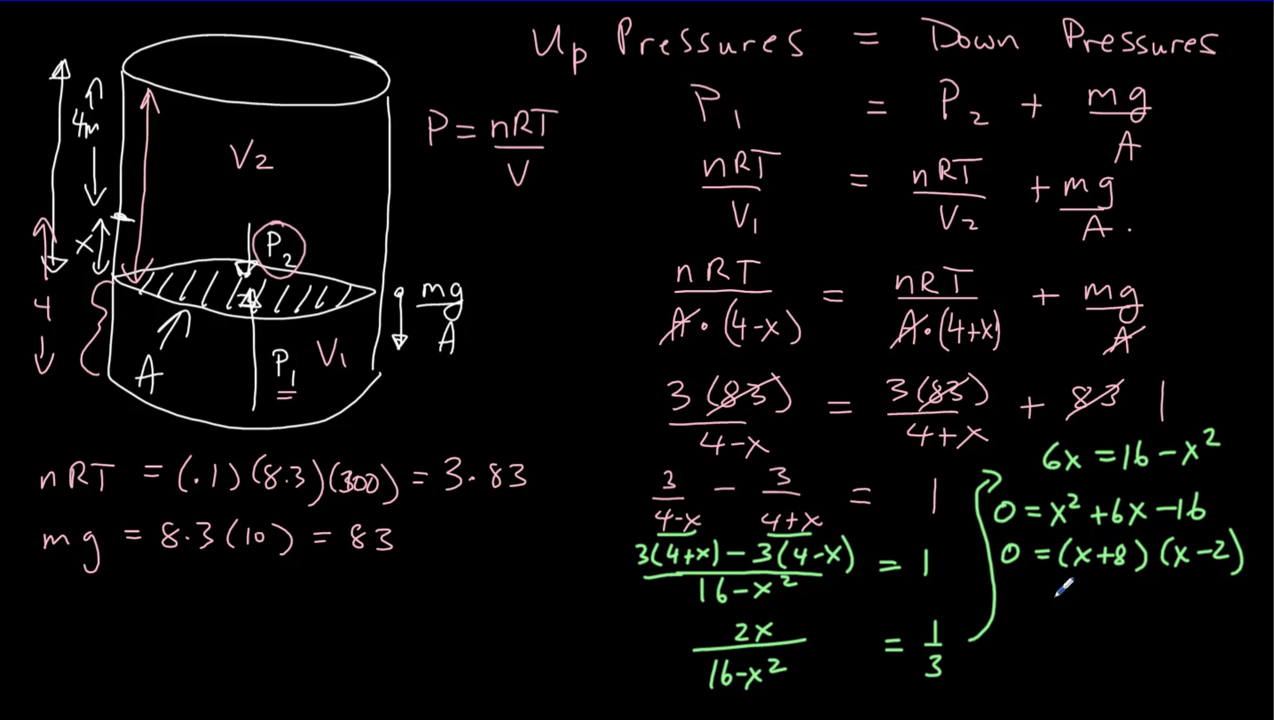 Up Pressures = Down Pressures
P₁ = P₂ + mg/A
nRT/V₁ = nRT/V₂ + mg/A.
nRT/A·(4-x) = nRT/A·(4+x) + mg/A
3(83)/4-x = 3(83)/4+x + 83 1
3/4-x - 3/4+x = 1
3(4+x)-3(4-x)/16-x² = 1
2x/16-x² = 1/3
6x = 16-x²
0 = x²+6x-16
0 = (x+8)(x-2)
P = nRT/V
4m
V₂
x
P₂
4
mg/A
A
P₁
V₁
nRT = (.1)(8.3)(300) = 3·83
mg = 8.3(10) = 83